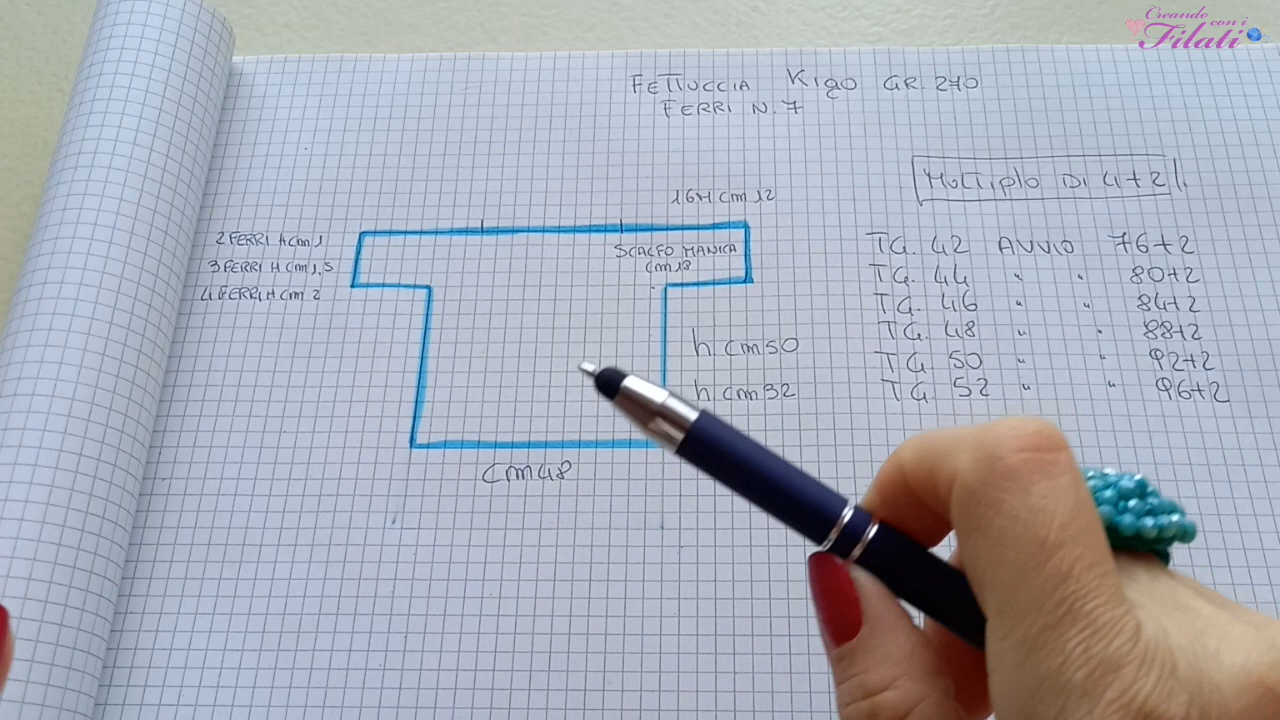 Creando con i Filati
FETTUCCIA KIGO GR. 270
FERRI N. 7
MULTIPLO DI 4+2
16M Cm 12
2 FERRI H Cm 1
3 FERRI H Cm 1,5
4 FERRI H Cm 2
SCALFO MANICA
Cm 18
h cm 50
h cm 32
cm 48
TG. 42 AVVIO 76+2
TG. 44 " " 80+2
TG. 46 " " 84+2
TG. 48 " " 88+2
TG. 50 " " 92+2
TG. 52 " " 96+2